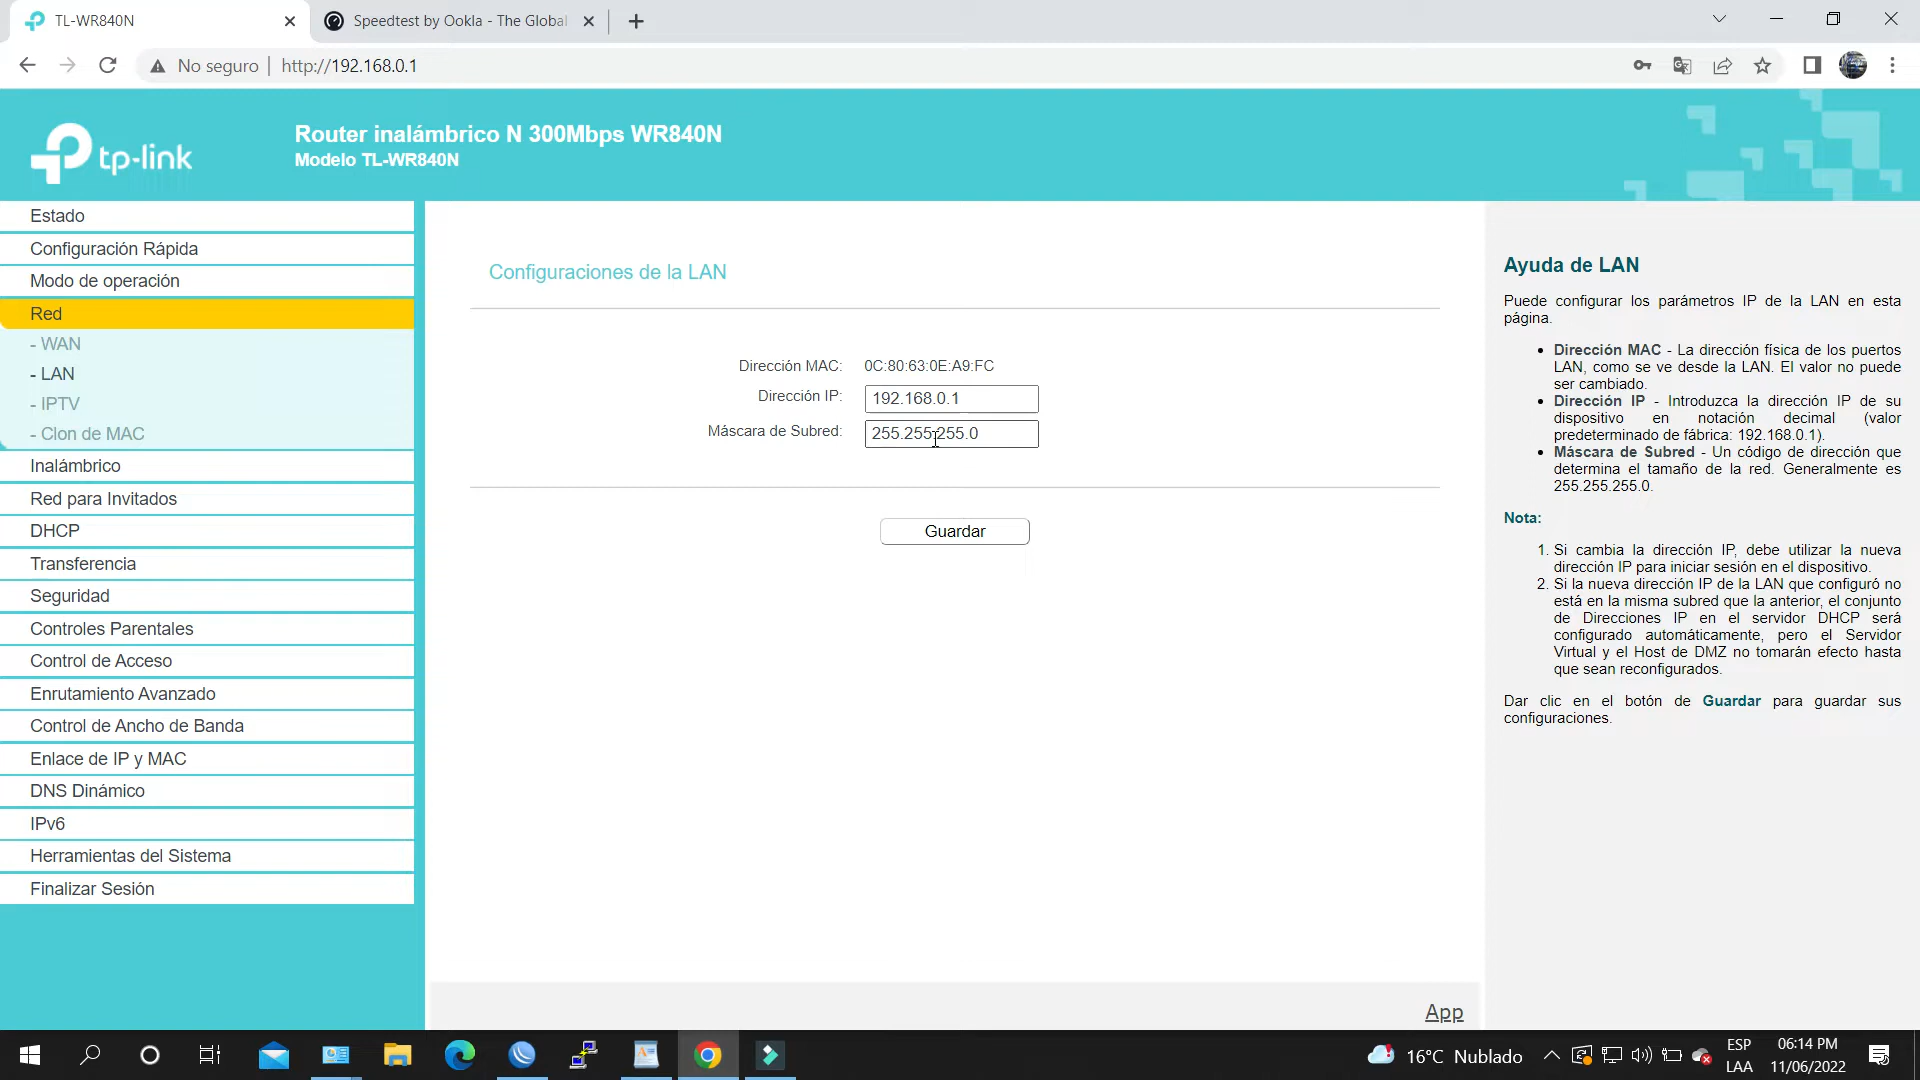 TL-WR840N
Speedtest by Ookla - The Global
No seguro | http://192.168.0.1
tp-link
Router inalámbrico N 300Mbps WR840N
Modelo TL-WR840N
Estado
Configuración Rápida
Modo de operación
Red
- WAN
- LAN
- IPTV
- Clon de MAC
Inalámbrico
Red para Invitados
DHCP
Transferencia
Seguridad
Controles Parentales
Control de Acceso
Enrutamiento Avanzado
Control de Ancho de Banda
Enlace de IP y MAC
DNS Dinámico
IPv6
Herramientas del Sistema
Finalizar Sesión
Configuraciones de la LAN
Dirección MAC: 0C:80:63:0E:A9:FC
Dirección IP: 192.168.0.1
Máscara de Subred: 255.255.255.0
Guardar
App
Ayuda de LAN
Puede configurar los parámetros IP de la LAN en esta
página.
• Dirección MAC - La dirección física de los puertos
LAN, como se ve desde la LAN. El valor no puede
ser cambiado.
• Dirección IP - Introduzca la dirección IP de su
dispositivo en notación decimal (valor
predeterminado de fábrica: 192.168.0.1).
• Máscara de Subred - Un código de dirección que
determina el tamaño de la red. Generalmente es
255.255.255.0.
Nota:
1. Si cambia la dirección IP, debe utilizar la nueva
dirección IP para iniciar sesión en el dispositivo.
2. Si la nueva dirección IP de la LAN que configuró no
está en la misma subred que la anterior, el conjunto
de Direcciones IP en el servidor DHCP será
configurado automáticamente, pero el Servidor
Virtual y el Host de DMZ no tomarán efecto hasta
que sean reconfigurados.
Dar clic en el botón de Guardar para guardar sus
configuraciones.
16°C Nublado
ESP
LAA
06:14 PM
11/06/2022